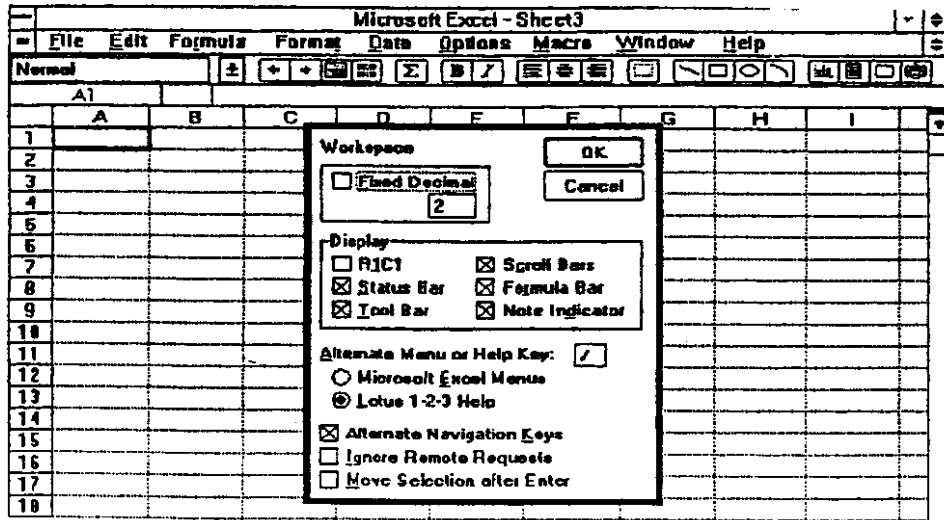 Microsoft Excel - Sheet3
File Edit Formula Format Data Options Macro Window Help
Normal Σ B I
A1
A B C D E F G H I
1
2
3
4
5
6
7
8
9
10
11
12
13
14
15
16
17
18
Workspace
OK
Fixed Decimal
Cancel
2
Display
R1C1 Scroll Bars
Status Bar Formula Bar
Tool Bar Note Indicator
Alternate Menu or Help Key: /
Microsoft Excel Menus
Lotus 1-2-3 Help
Alternate Navigation Keys
Ignore Remote Requests
Move Selection after Enter